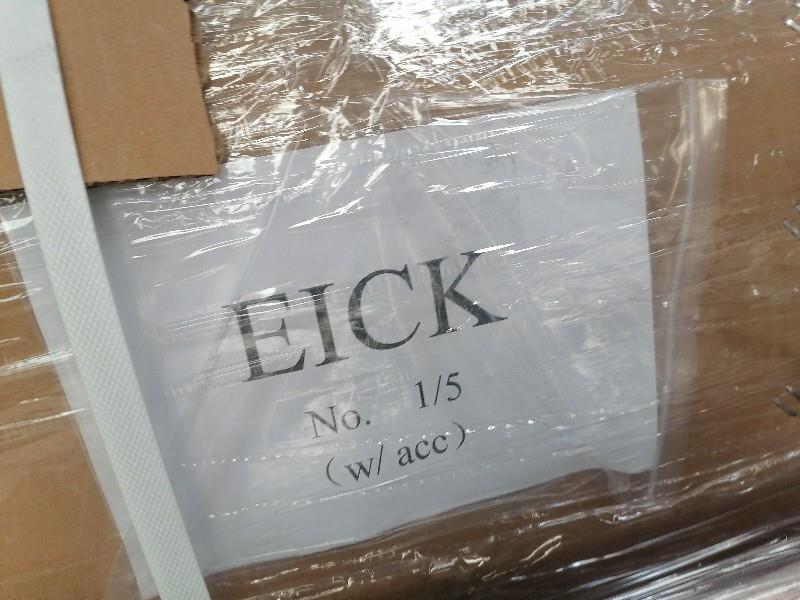 EICK
No. 1/5
(w/ acc)